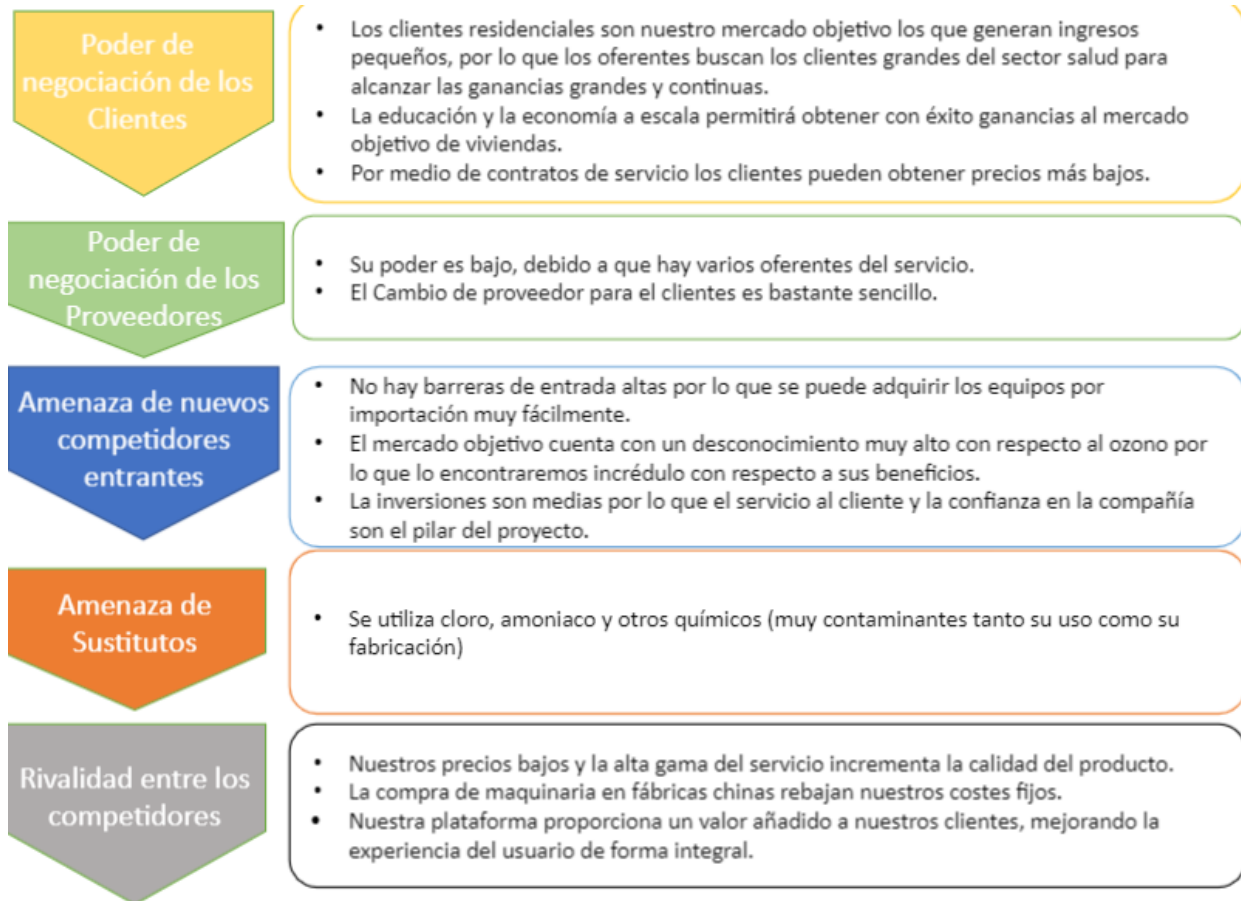 Poder de
negociación de los
Clientes
• Los clientes residenciales son nuestro mercado objetivo los que generan ingresos
pequeños, por lo que los oferentes buscan los clientes grandes del sector salud para
alcanzar las ganancias grandes y continuas.
• La educación y la economía a escala permitirá obtener con éxito ganancias al mercado
objetivo de viviendas.
• Por medio de contratos de servicio los clientes pueden obtener precios más bajos.
Poder de
negociación de los
Proveedores
• Su poder es bajo, debido a que hay varios oferentes del servicio.
• El Cambio de proveedor para el clientes es bastante sencillo.
Amenaza de nuevos
competidores
entrantes
• No hay barreras de entrada altas por lo que se puede adquirir los equipos por
importación muy fácilmente.
• El mercado objetivo cuenta con un desconocimiento muy alto con respecto al ozono por
lo que lo encontraremos incrédulo con respecto a sus beneficios.
• La inversiones son medias por lo que el servicio al cliente y la confianza en la compañía
son el pilar del proyecto.
Amenaza de
Sustitutos
• Se utiliza cloro, amoniaco y otros químicos (muy contaminantes tanto su uso como su
fabricación)
Rivalidad entre los
competidores
• Nuestros precios bajos y la alta gama del servicio incrementa la calidad del producto.
• La compra de maquinaria en fábricas chinas rebajan nuestros costes fijos.
• Nuestra plataforma proporciona un valor añadido a nuestros clientes, mejorando la
experiencia del usuario de forma integral.